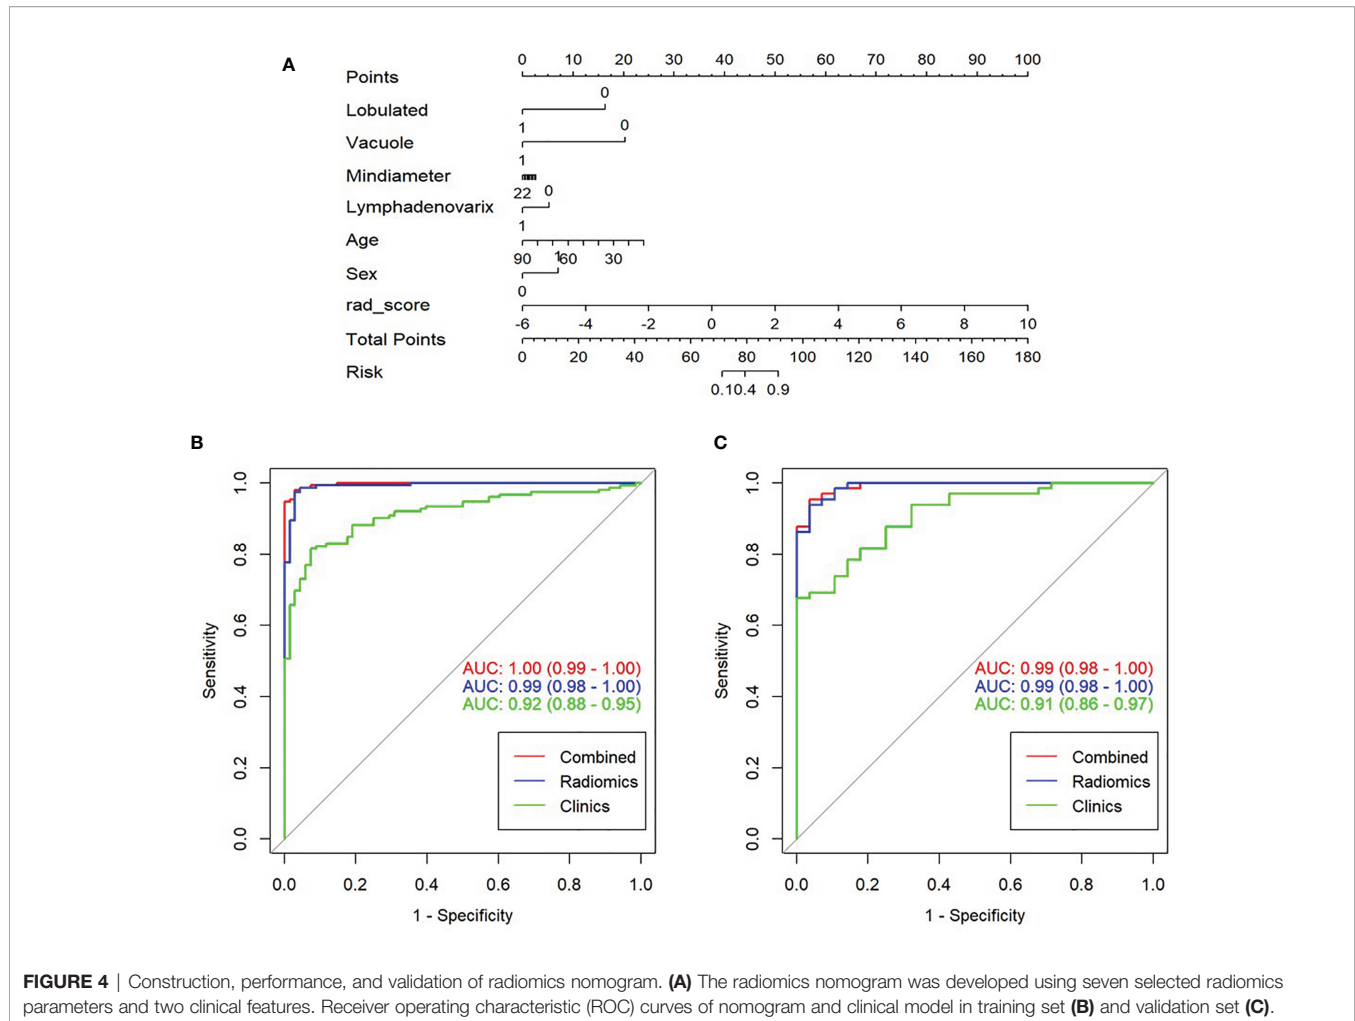 A
0 10 20 30 40 50 60 70 80 90 100
Points
0
Lobulated
1 0
Vacuole
1
Mindiameter
22 0
Lymphadenovarix
1
Age
90 1 60 30
Sex
0
rad_score
-6 -4 -2 0 2 4 6 8 10
Total Points
0 20 40 60 80 100 120 140 160 180
Risk
0.1 0.4 0.9
B
1.0
0.8
0.6
0.4
0.2
0.0
Sensitivity
AUC: 1.00 (0.99 - 1.00)
AUC: 0.99 (0.98 - 1.00)
AUC: 0.92 (0.88 - 0.95)
Combined
Radiomics
Clinics
0.0 0.2 0.4 0.6 0.8 1.0
1 - Specificity
C
1.0
0.8
0.6
0.4
0.2
0.0
Sensitivity
AUC: 0.99 (0.98 - 1.00)
AUC: 0.99 (0.98 - 1.00)
AUC: 0.91 (0.86 - 0.97)
Combined
Radiomics
Clinics
0.0 0.2 0.4 0.6 0.8 1.0
1 - Specificity
FIGURE 4 | Construction, performance, and validation of radiomics nomogram. (A) The radiomics nomogram was developed using seven selected radiomics
parameters and two clinical features. Receiver operating characteristic (ROC) curves of nomogram and clinical model in training set (B) and validation set (C).